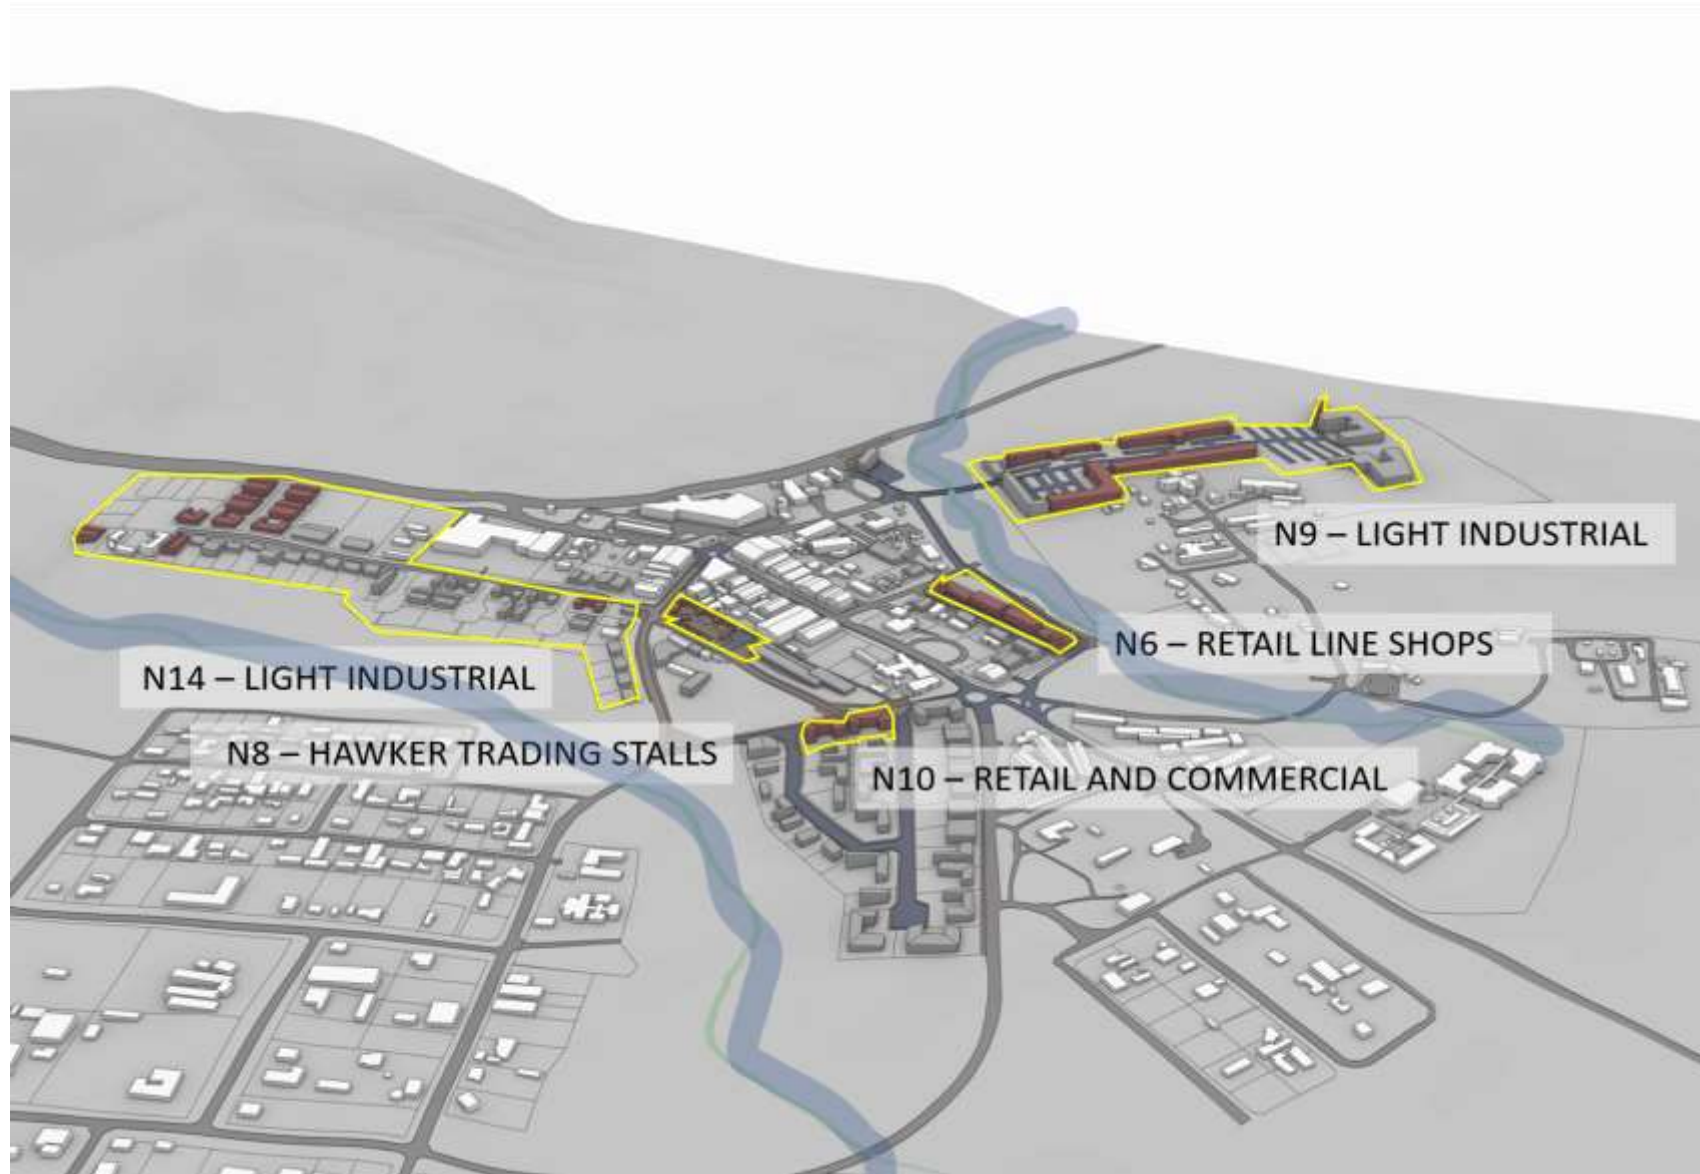 N9 – LIGHT INDUSTRIAL
N6 – RETAIL LINE SHOPS
N14 – LIGHT INDUSTRIAL
N8 – HAWKER TRADING STALLS
N10 – RETAIL AND COMMERCIAL